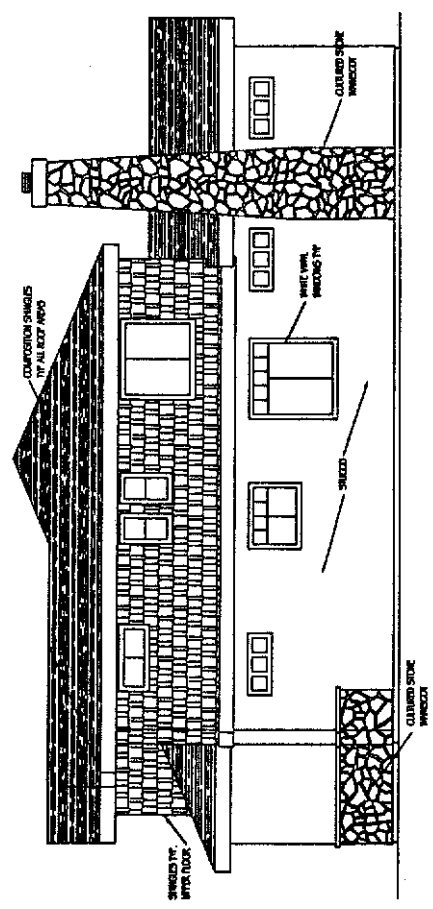 COMPOSITION SHINGLES
TYP ALL ROOF AREAS
SHINGLES TYP.
UPPER FLOOR
WHITE VINYL
WINDOWS TYP
STUCCO
CULTURED STONE
WAINSCOT
CULTURED STONE
WAINSCOT